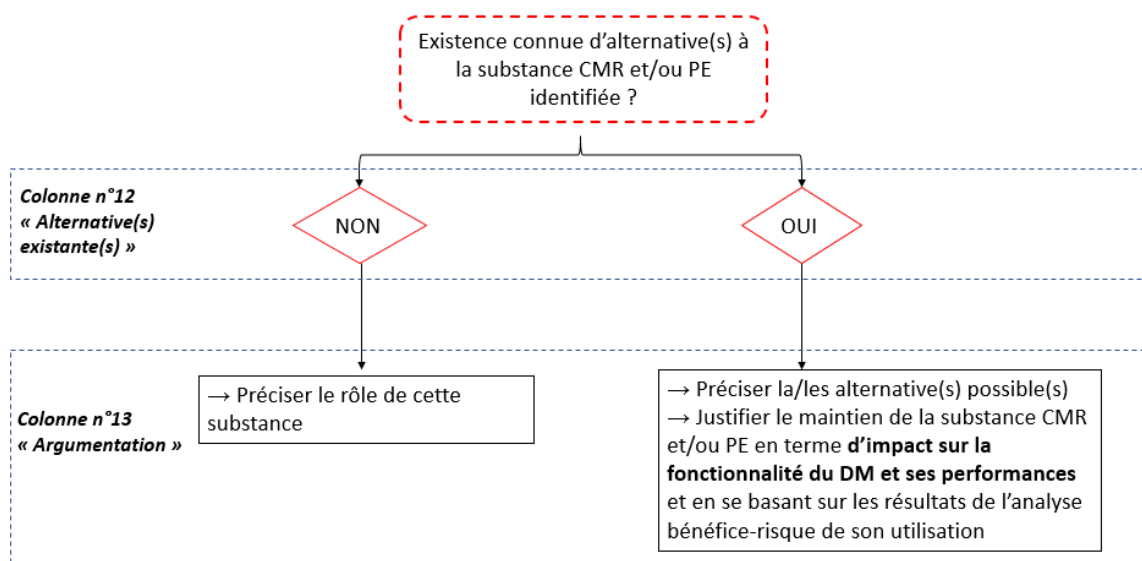 Existence connue d’alternative(s) à
la substance CMR et/ou PE
identifiée ?
Colonne n°12
« Alternative(s)
existante(s) »
NON
OUI
Colonne n°13
« Argumentation »
→ Préciser le rôle de cette
substance
→ Préciser la/les alternative(s) possible(s)
→ Justifier le maintien de la substance CMR
et/ou PE en terme d’impact sur la
fonctionnalité du DM et ses performances
et en se basant sur les résultats de l’analyse
bénéfice-risque de son utilisation